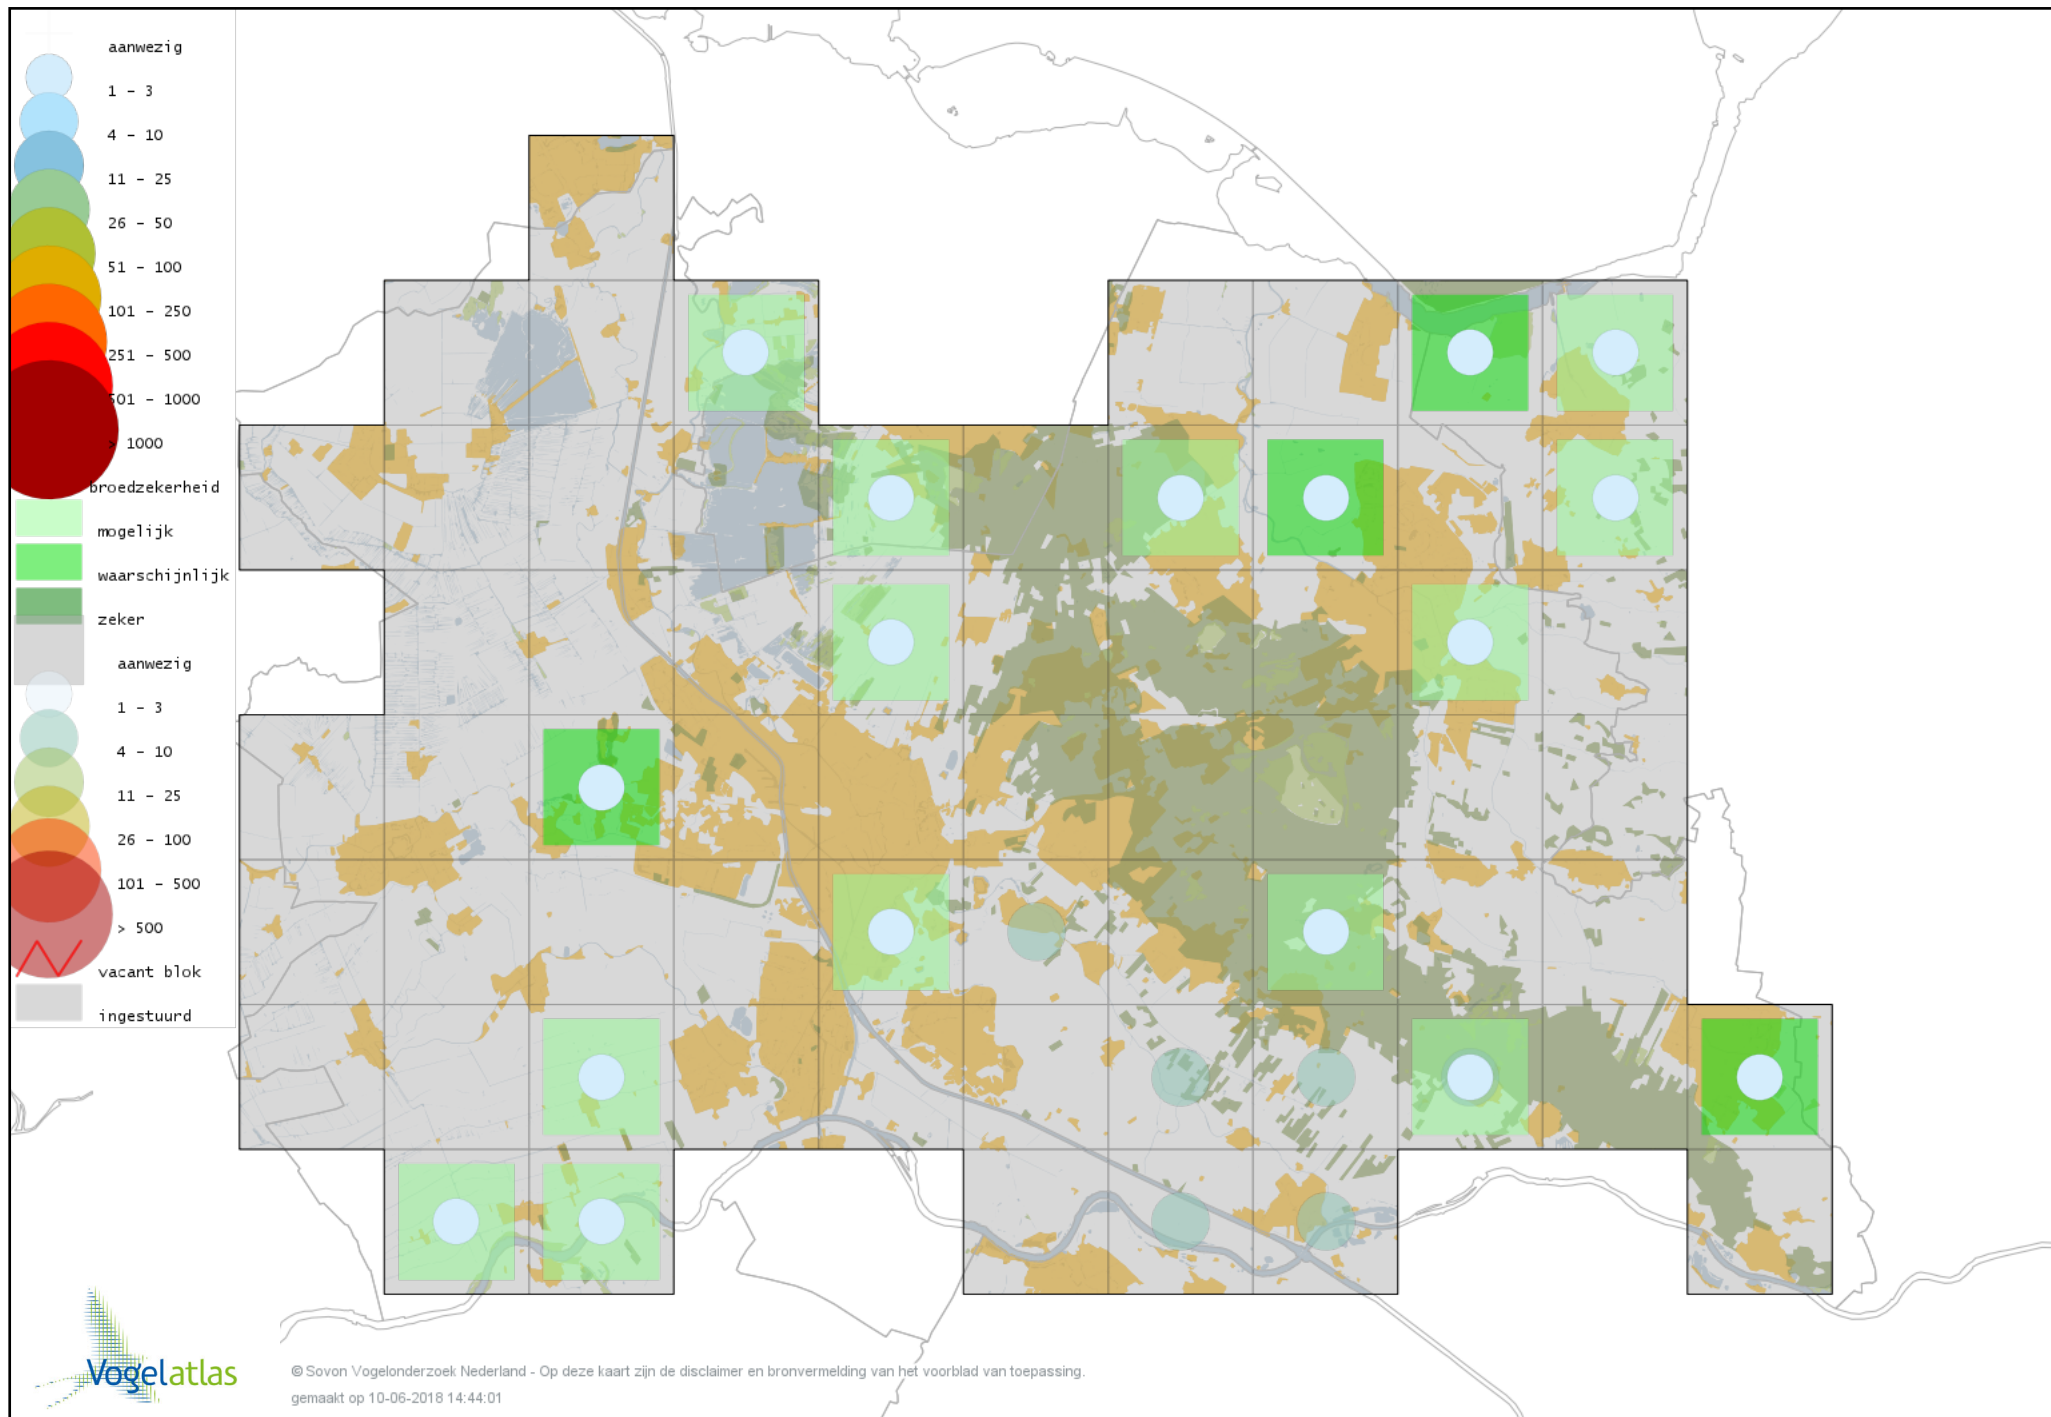 aanwezig
1 - 3
4 - 10
11 - 25
26 - 50
51 - 100
101 - 250
251 - 500
501 - 1000
> 1000
broedzekerheid
mogelijk
waarschijnlijk
zeker
aanwezig
1 - 3
4 - 10
11 - 25
26 - 100
101 - 500
> 500
vacant blok
ingestuurd
Vogelatlas
© Sovon Vogelonderzoek Nederland - Op deze kaart zijn de disclaimer en bronvermelding van het voorblad van toepassing.
gemaakt op 10-06-2018 14:44:01